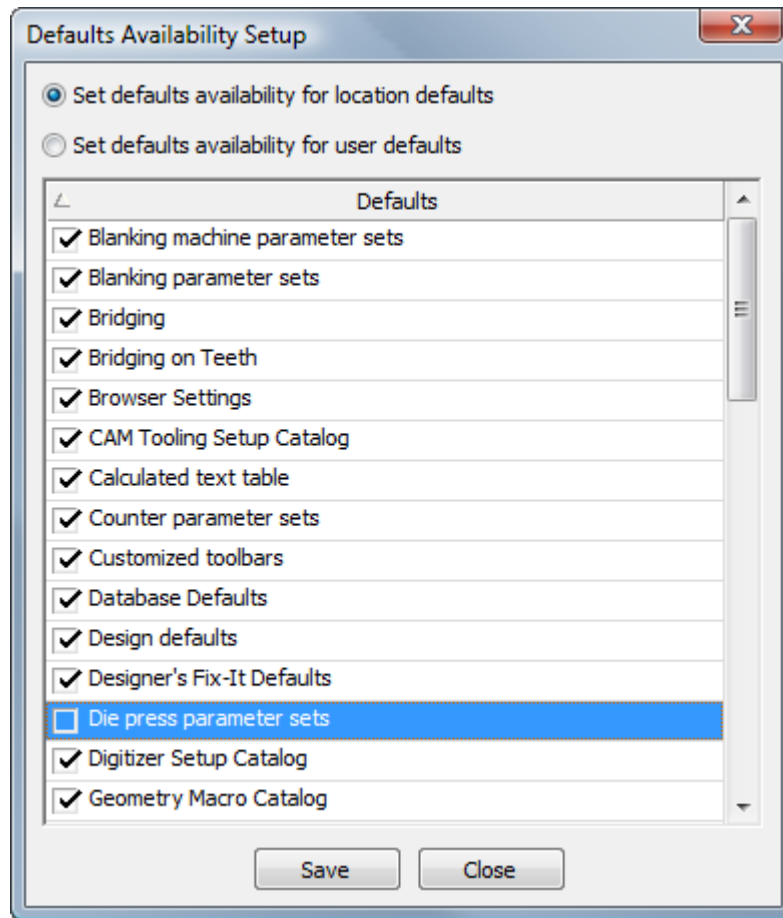 Defaults Availability Setup
Set defaults availability for location defaults
Set defaults availability for user defaults
Defaults
Blanking machine parameter sets
Blanking parameter sets
Bridging
Bridging on Teeth
Browser Settings
CAM Tooling Setup Catalog
Calculated text table
Counter parameter sets
Customized toolbars
Database Defaults
Design defaults
Designer's Fix-It Defaults
Die press parameter sets
Digitizer Setup Catalog
Geometry Macro Catalog
Save Close